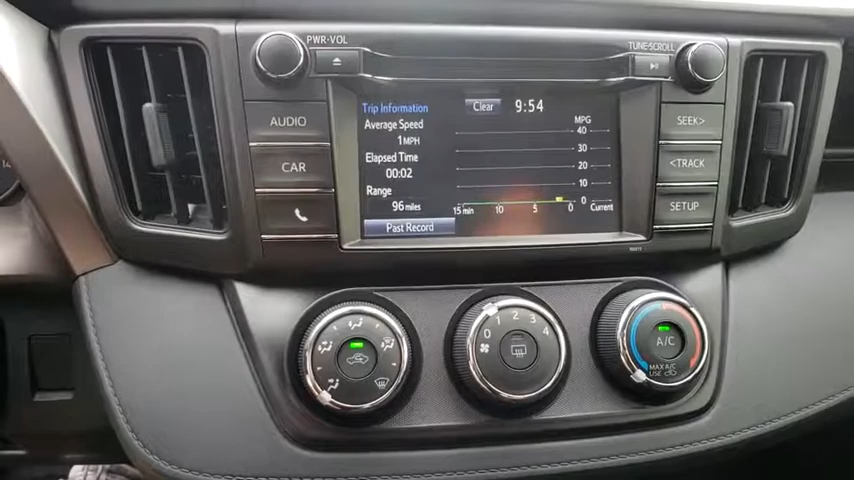 PWR·VOL
TUNE·SCROLL
AUDIO
CAR
SEEK>
<TRACK
SETUP
Trip Information
Clear
9:54
Average Speed
1MPH
Elapsed Time
00:02
Range
96miles
Past Record
MPG
40
30
20
10
0
15 min
10
5
0
Current
0 1 2 3 4
A/C
MAX A/C
USE